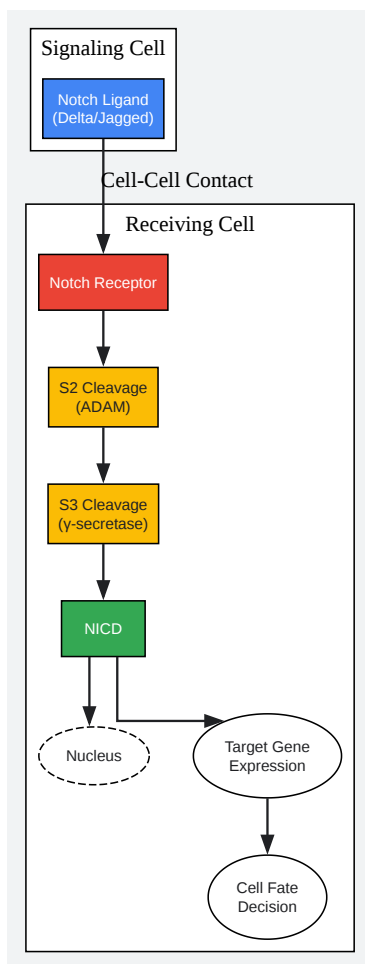 Signaling Cell
Notch Ligand
(Delta/Jagged)
Cell-Cell Contact
Receiving Cell
Notch Receptor
S2 Cleavage
(ADAM)
S3 Cleavage
(γ-secretase)
NICD
Nucleus
Target Gene
Expression
Cell Fate
Decision